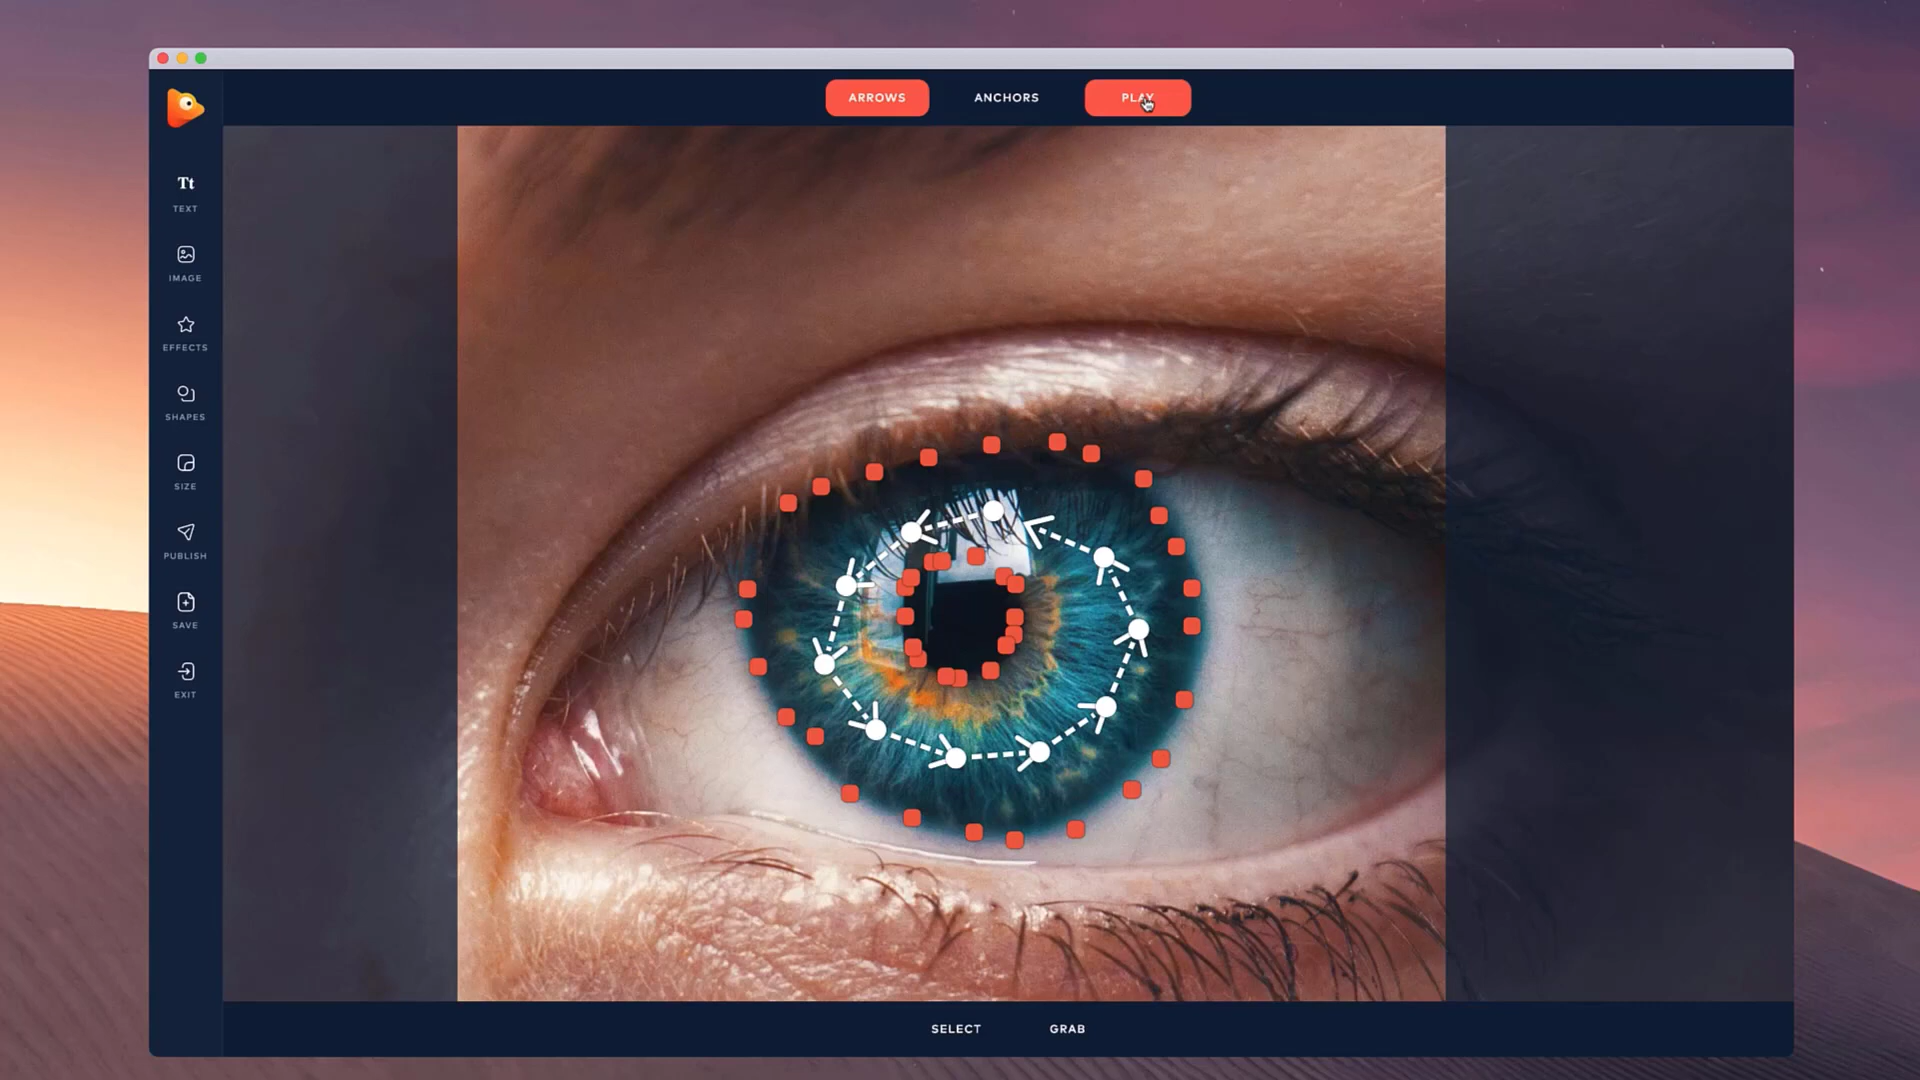 ARROWS
ANCHORS
PLAY
Tt
TEXT
IMAGE
EFFECTS
SHAPES
SIZE
PUBLISH
SAVE
EXIT
SELECT
GRAB